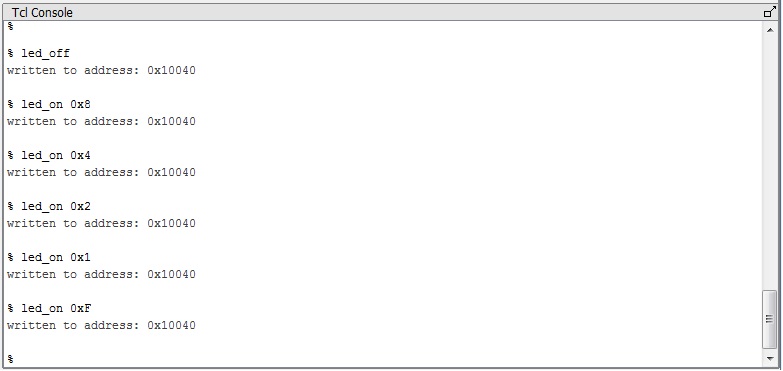 Tcl Console
%
% led_off
written to address: 0x10040
% led_on 0x8
written to address: 0x10040
% led_on 0x4
written to address: 0x10040
% led_on 0x2
written to address: 0x10040
% led_on 0x1
written to address: 0x10040
% led_on 0xF
written to address: 0x10040
%